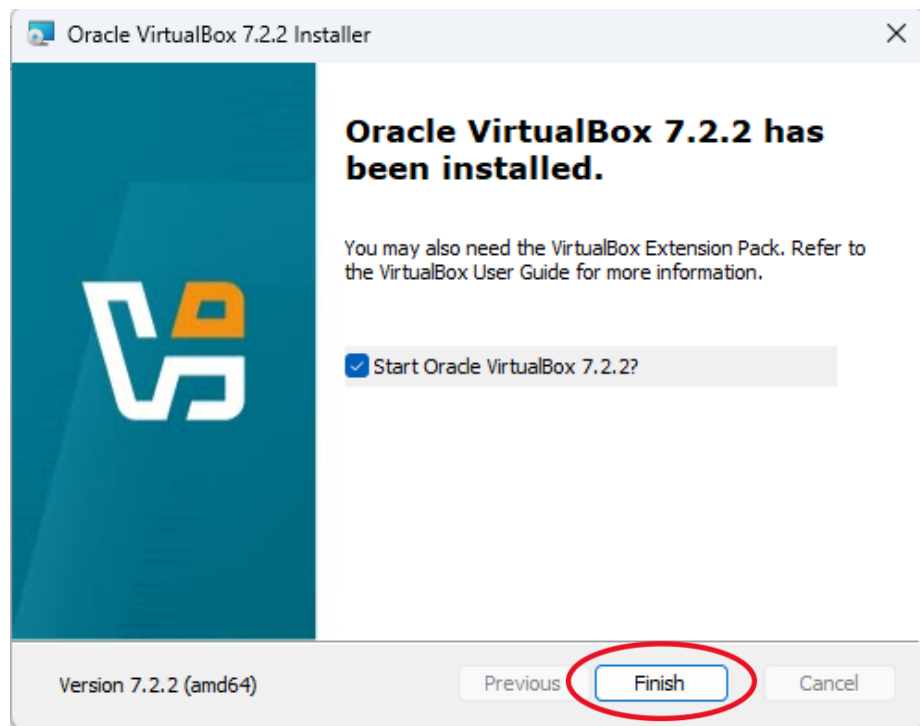 Oracle VirtualBox 7.2.2 Installer
Oracle VirtualBox 7.2.2 has
been installed.
You may also need the VirtualBox Extension Pack. Refer to
the VirtualBox User Guide for more information.
Start Oracle VirtualBox 7.2.2?
Version 7.2.2 (amd64)
Previous
Finish
Cancel